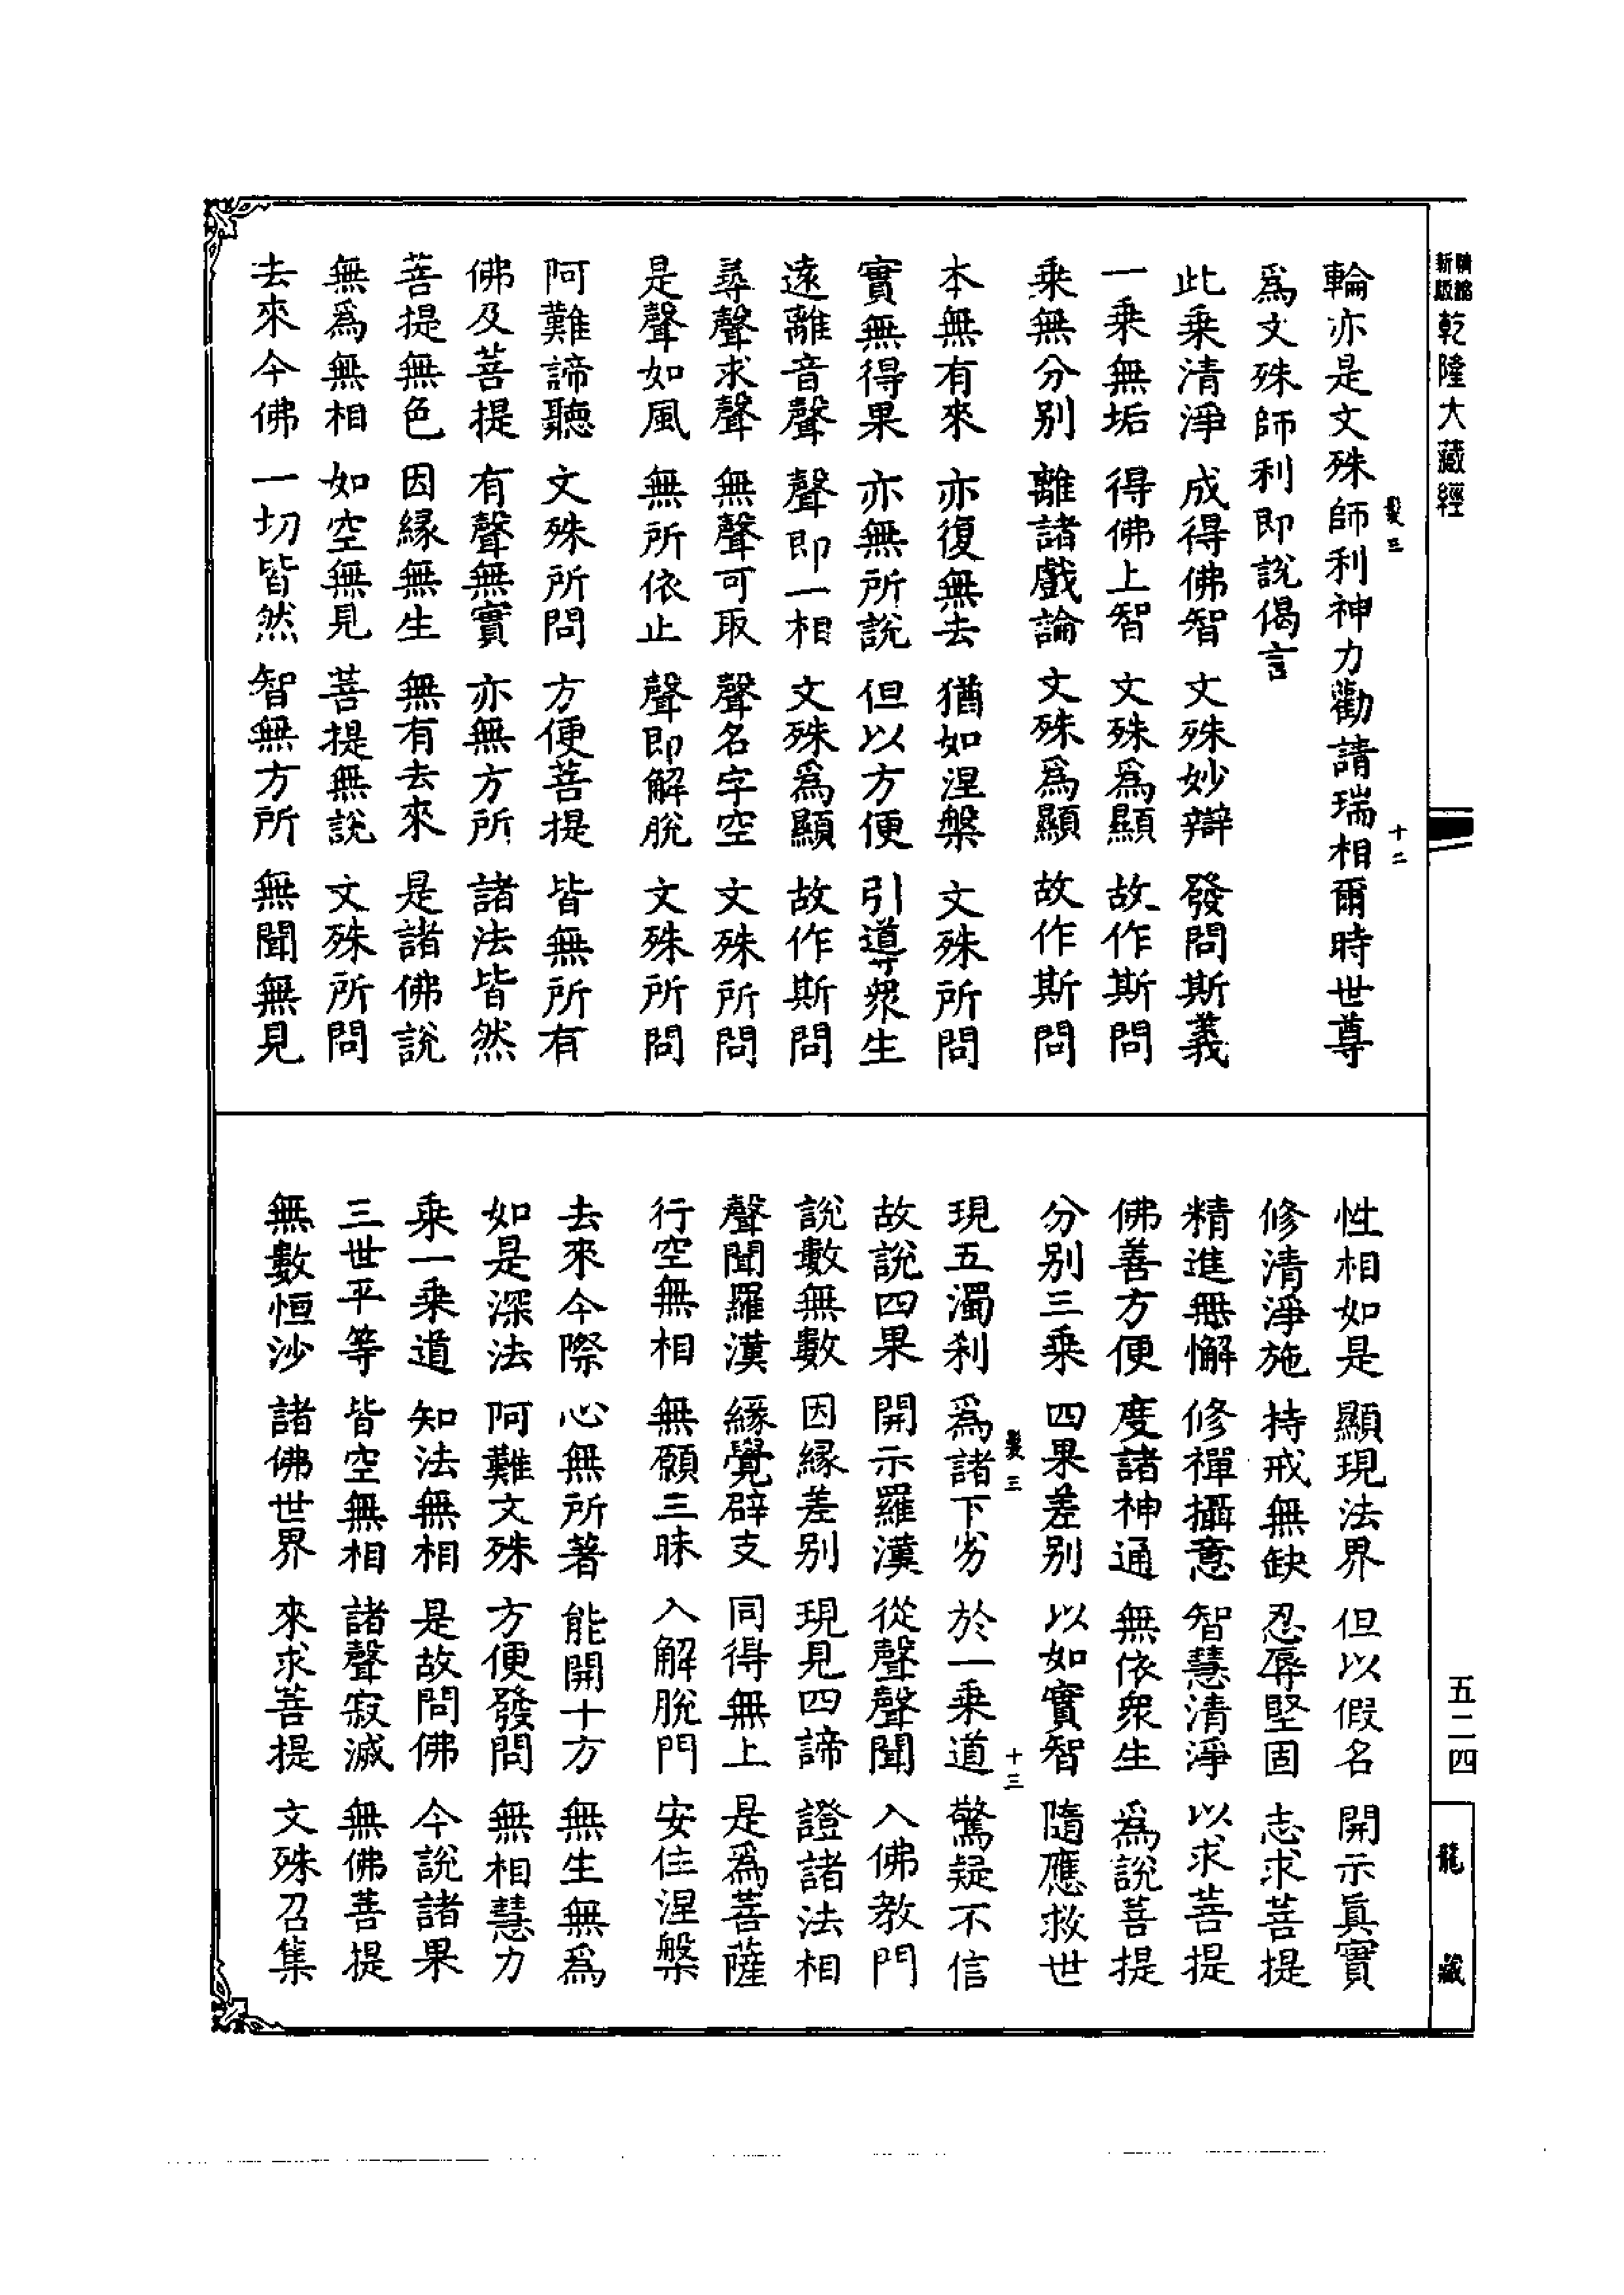 精縮
新版
乾隆大藏經
五二四
龍藏
髮三
十二
輪亦是文殊師利神力勸請瑞相爾時世尊
爲文殊師利即說偈言
此乗清淨 成得佛智 文殊妙辯 發問斯義
一乗無垢 得佛上智 文殊爲顯 故作斯問
乗無分别 離諸戲論 文殊爲顯 故作斯問
本無有來 亦復無去 猶如涅槃 文殊所問
實無得果 亦無所說 但以方便 引導衆生
遠離音聲 聲即一相 文殊爲顯 故作斯問
尋聲求聲 無聲可取 聲名字空 文殊所問
是聲如風 無所依止 聲即解脫 文殊所問
阿難諦聽 文殊所問 方便菩提 皆無所有
佛及菩提 有聲無實 亦無方所 諸法皆然
菩提無色 因緣無生 無有去來 是諸佛說
無爲無相 如空無見 菩提無說 文殊所問
去來今佛 一切皆然 智無方所 無聞無見
性相如是 顯現法界 但以假名 開示真實
修清淨施 持戒無缺 忍辱堅固 志求菩提
精進無懈 修禪攝意 智慧清淨 以求菩提
佛善方便 度諸神通 無依衆生 爲說菩提
分别三乗 四果差别 以如實智 隨應救世
髮三
十三
現五濁刹 爲諸下劣 於一乗道 驚疑不信
故說四果 開示羅漢 從聲聲聞 入佛教門
說數無數 因緣差别 現見四諦 證諸法相
聲聞羅漢 緣覺辟支 同得無上 是爲菩薩
行空無相 無願三昧 入解脫門 安住涅槃
去來今際 心無所著 能開十方 無生無爲
如是深法 阿難文殊 方便發問 無相慧力
乗一乗道 知法無相 是故問佛 今說諸果
三世平等 皆空無相 諸聲寂滅 無佛菩提
無數恒沙 諸佛世界 來求菩提 文殊召集